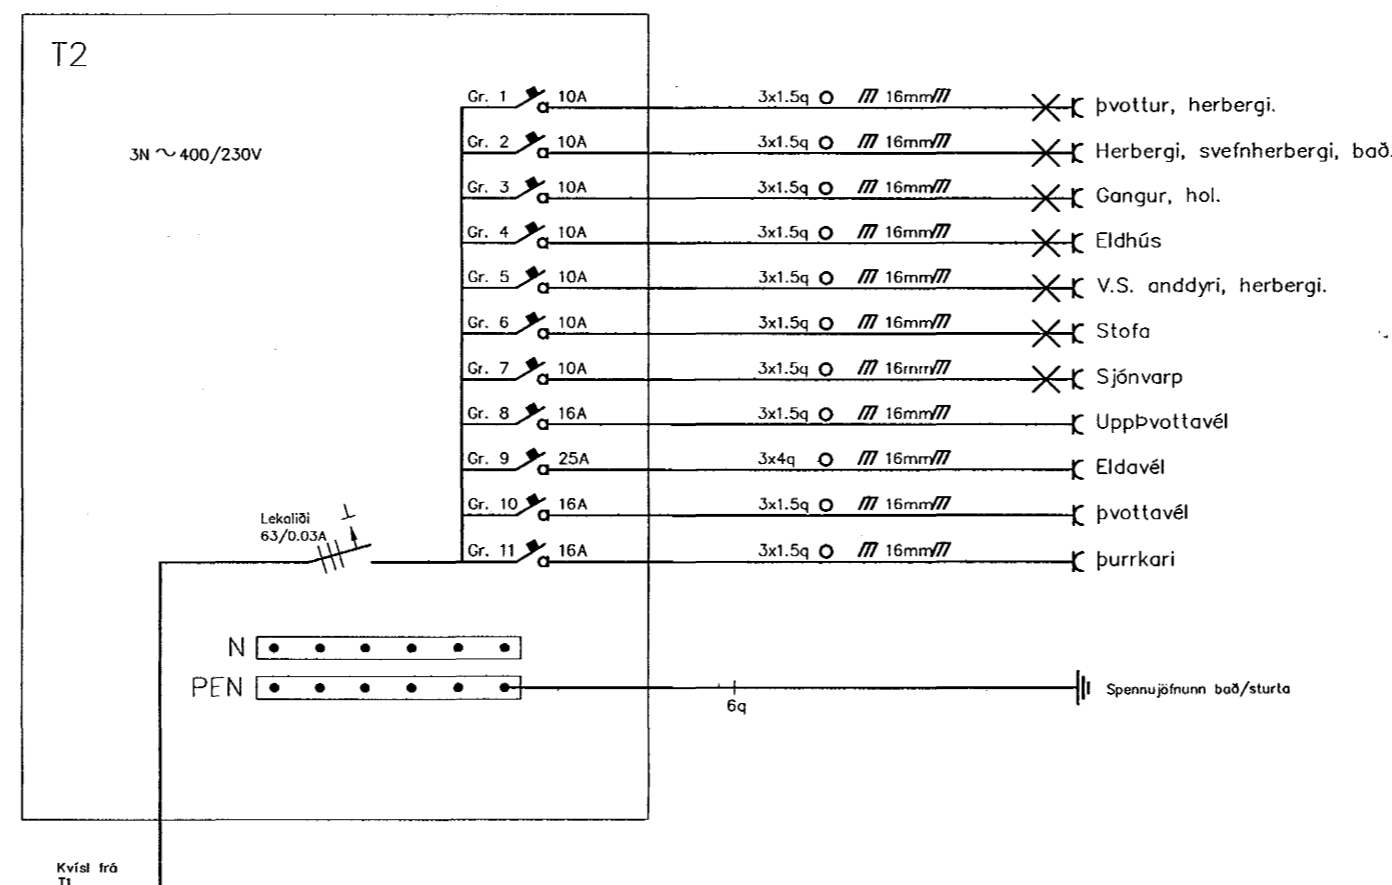 T2
3N ~ 400/230V
Gr. 1 10A 3x1.5q 16mm þvottur, herbergi.
Gr. 2 10A 3x1.5q 16mm Herbergi, svefnherbergi, bað.
Gr. 3 10A 3x1.5q 16mm Gangur, hol.
Gr. 4 10A 3x1.5q 16mm Eldhús
Gr. 5 10A 3x1.5q 16mm V.S. anddyri, herbergi.
Gr. 6 10A 3x1.5q 16mm Stofa
Gr. 7 10A 3x1.5q 16mm Sjónvarp
Gr. 8 16A 3x1.5q 16mm UppÞvottavél
Gr. 9 25A 3x4q 16mm Eldavél
Gr. 10 16A 3x1.5q 16mm þvottavél
Gr. 11 16A 3x1.5q 16mm þurrkari
Lekaliði
63/0.03A
N
PEN
6q
Spennujöfnunn bað/sturta
Kvísl frá
T1